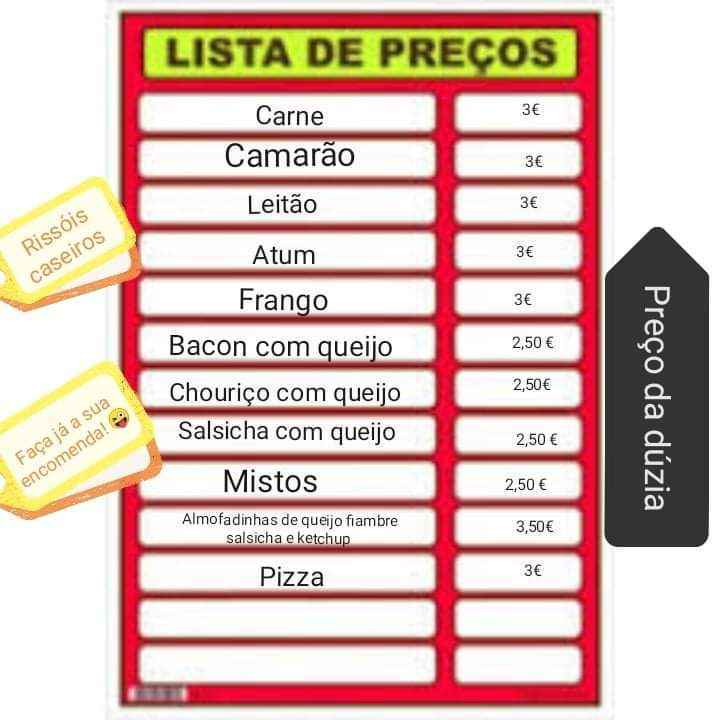 LISTA DE PREÇOS
Carne 3€
Camarão 3€
Leitão 3€
Atum 3€
Frango 3€
Bacon com queijo 2,50 €
Chouriço com queijo 2,50€
Salsicha com queijo 2,50 €
Mistos 2,50 €
Almofadinhas de queijo fiambre
salsicha e ketchup 3,50€
Pizza 3€
Rissóis
caseiros
Faça já a sua
encomenda! 😜
Preço da dúzia